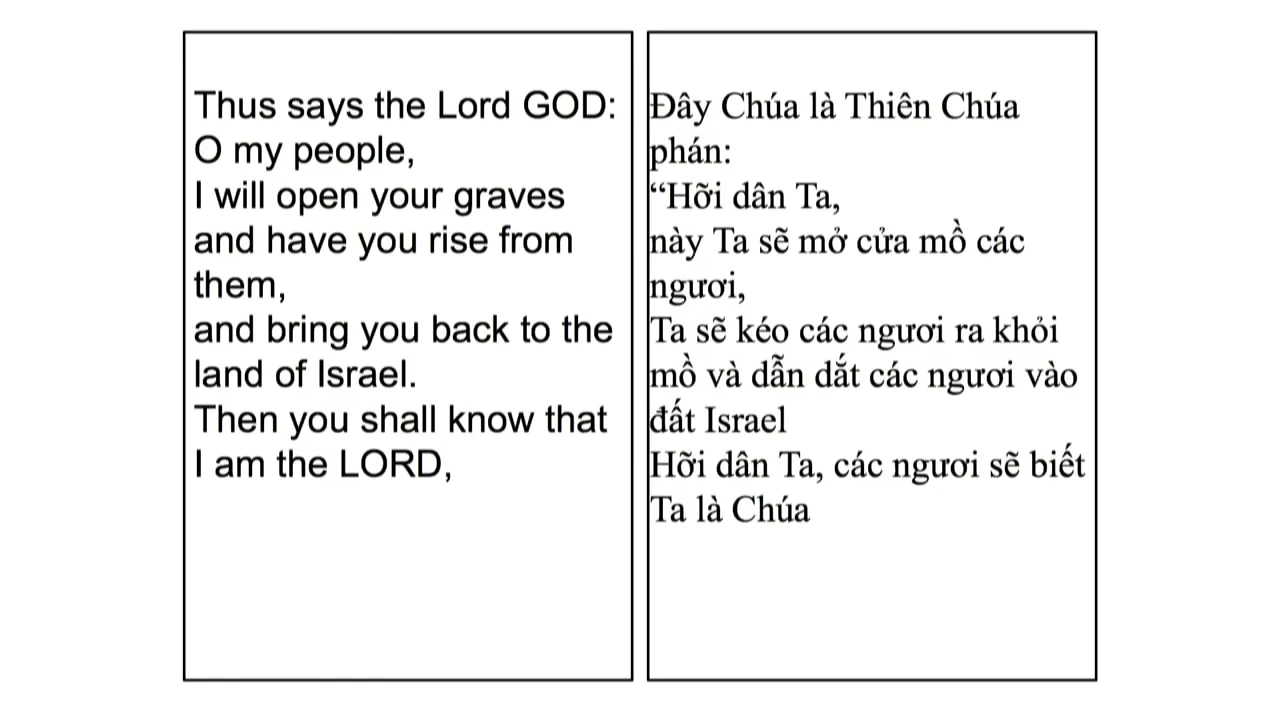 Thus says the Lord GOD:
O my people,
I will open your graves
and have you rise from
them,
and bring you back to the
land of Israel.
Then you shall know that
I am the LORD,
Đây Chúa là Thiên Chúa
phán:
“Hỡi dân Ta,
này Ta sẽ mở cửa mồ các
ngươi,
Ta sẽ kéo các ngươi ra khỏi
mồ và dẫn dắt các ngươi vào
đất Israel
Hỡi dân Ta, các ngươi sẽ biết
Ta là Chúa